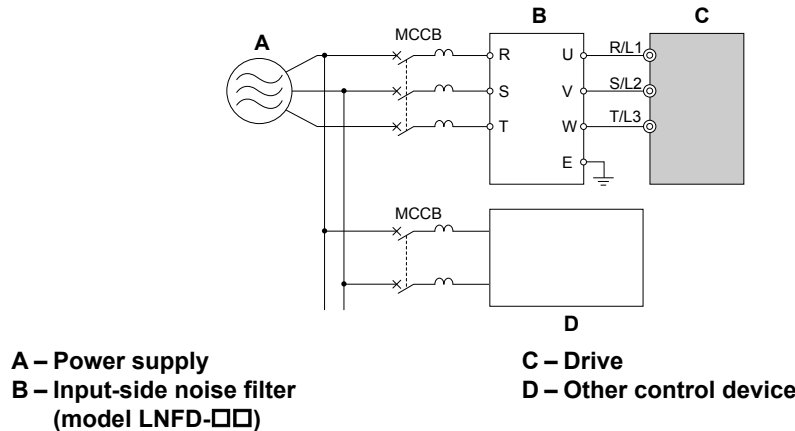 A
MCCB
B
C
R
U
R/L1
S
V
S/L2
T
W
T/L3
E
MCCB
D
A – Power supply
B – Input-side noise filter
(model LNFD-□□)
C – Drive
D – Other control device